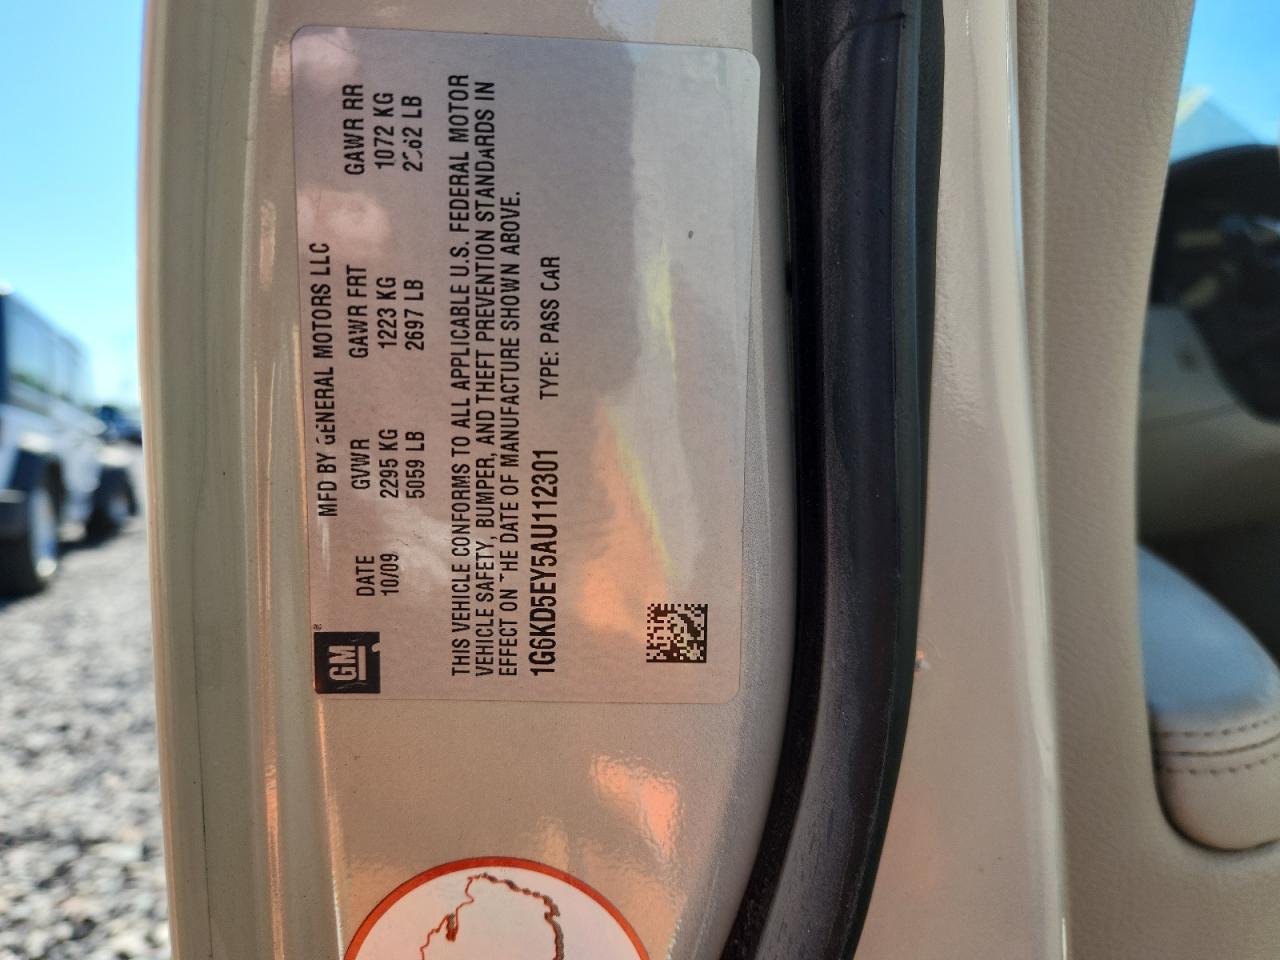 GM
MFD BY GENERAL MOTORS LLC
DATE GVWR GAWR FRT GAWR RR
10/09 2295 KG 1223 KG 1072 KG
5059 LB 2697 LB 2362 LB
THIS VEHICLE CONFORMS TO ALL APPLICABLE U.S. FEDERAL MOTOR
VEHICLE SAFETY, BUMPER, AND THEFT PREVENTION STANDARDS IN
EFFECT ON THE DATE OF MANUFACTURE SHOWN ABOVE.
1G6KD5EY5AU112301 TYPE: PASS CAR